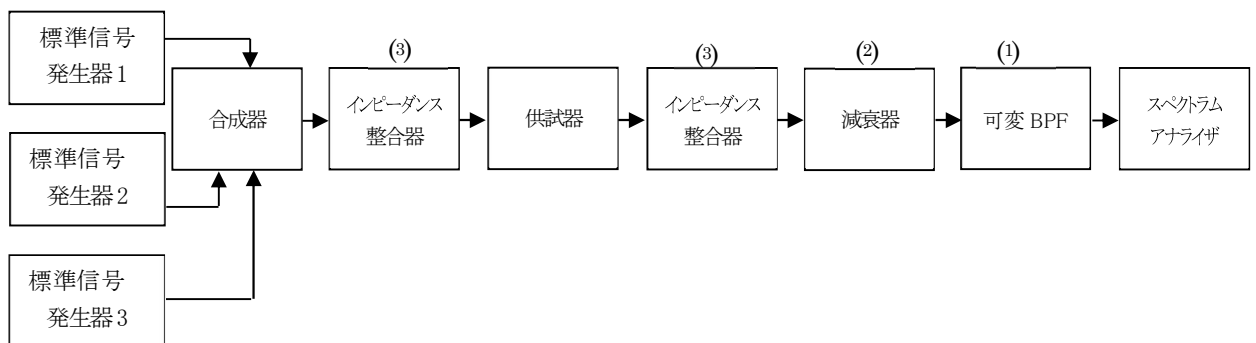 標準信号
発生器1
合成器
(3)
インピーダンス
整合器
供試器
(3)
インピーダンス
整合器
(2)
減衰器
(1)
可変 BPF
スペクトラム
アナライザ
標準信号
発生器2
標準信号
発生器3